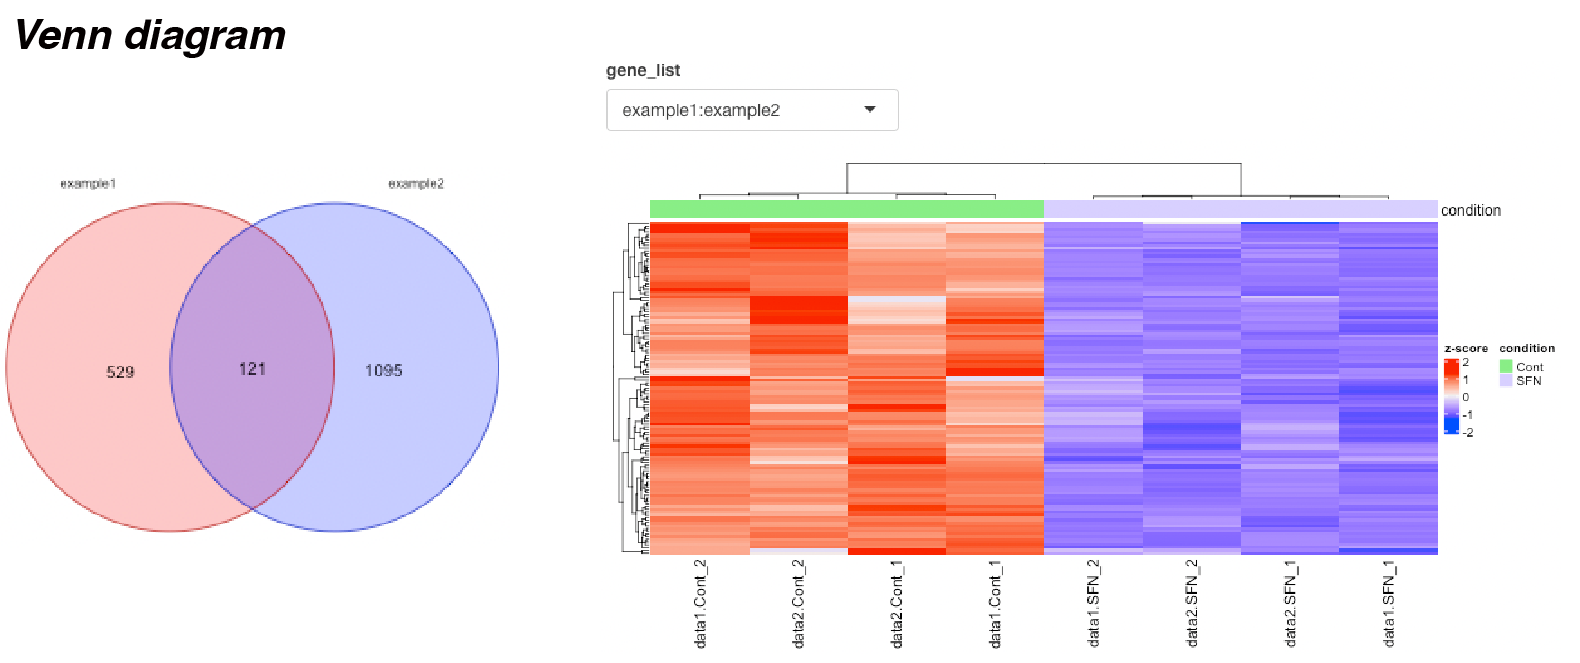 Venn diagram
gene_list
example1:example2
example1
example2
529
121
1095
condition
z-score
2
1
0
-1
-2
condition
Cont
SFN
data1.Cont_2
data2.Cont_2
data2.Cont_1
data1.Cont_1
data1.SFN_2
data2.SFN_2
data2.SFN_1
data1.SFN_1